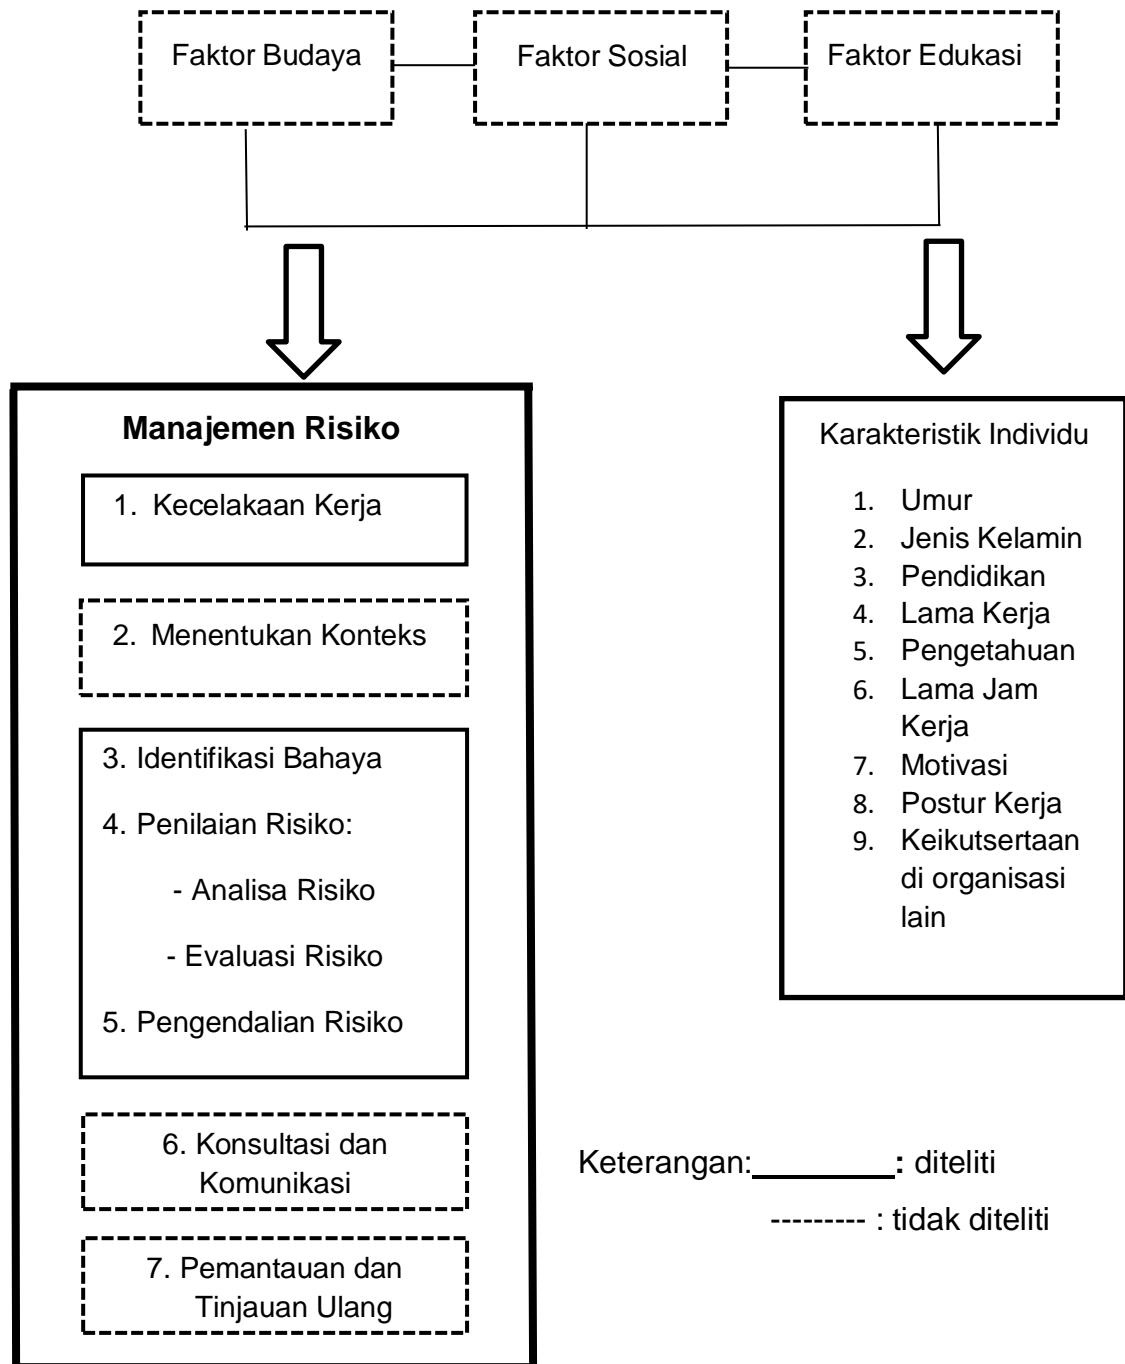 Faktor Budaya
Faktor Sosial
Faktor Edukasi
Manajemen Risiko
1. Kecelakaan Kerja
2. Menentukan Konteks
3. Identifikasi Bahaya
4. Penilaian Risiko:
- Analisa Risiko
- Evaluasi Risiko
5. Pengendalian Risiko
6. Konsultasi dan
Komunikasi
7. Pemantauan dan
Tinjauan Ulang
Karakteristik Individu
1. Umur
2. Jenis Kelamin
3. Pendidikan
4. Lama Kerja
5. Pengetahuan
6. Lama Jam
Kerja
7. Motivasi
8. Postur Kerja
9. Keikutsertaan
di organisasi
lain
Keterangan:________: diteliti
--------- : tidak diteliti